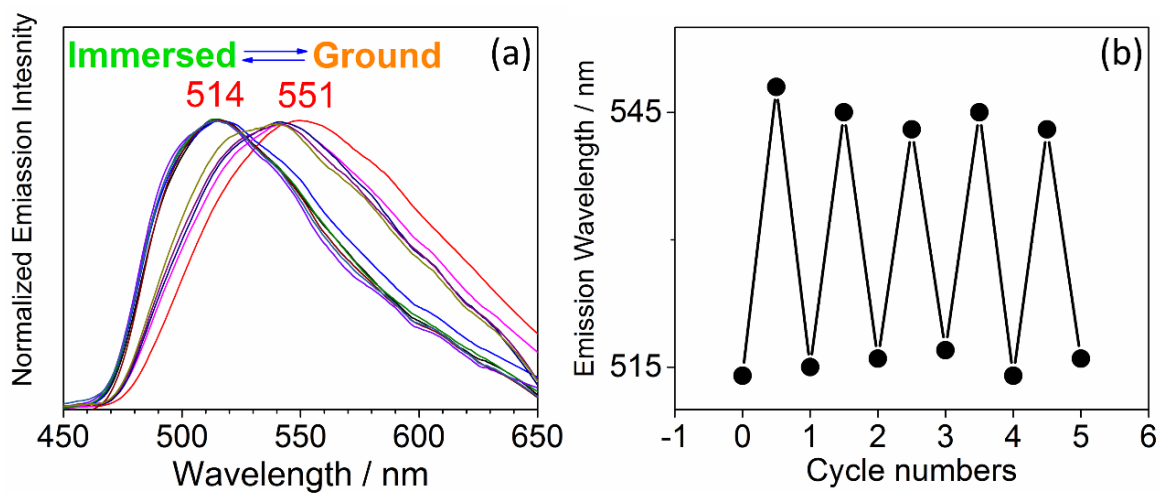 Immersed Ground (a)
514 551
Normalized Emiassion Intesnity
450 500 550 600 650
Wavelength / nm
(b)
545
515
Emission Wavelength / nm
-1 0 1 2 3 4 5 6
Cycle numbers